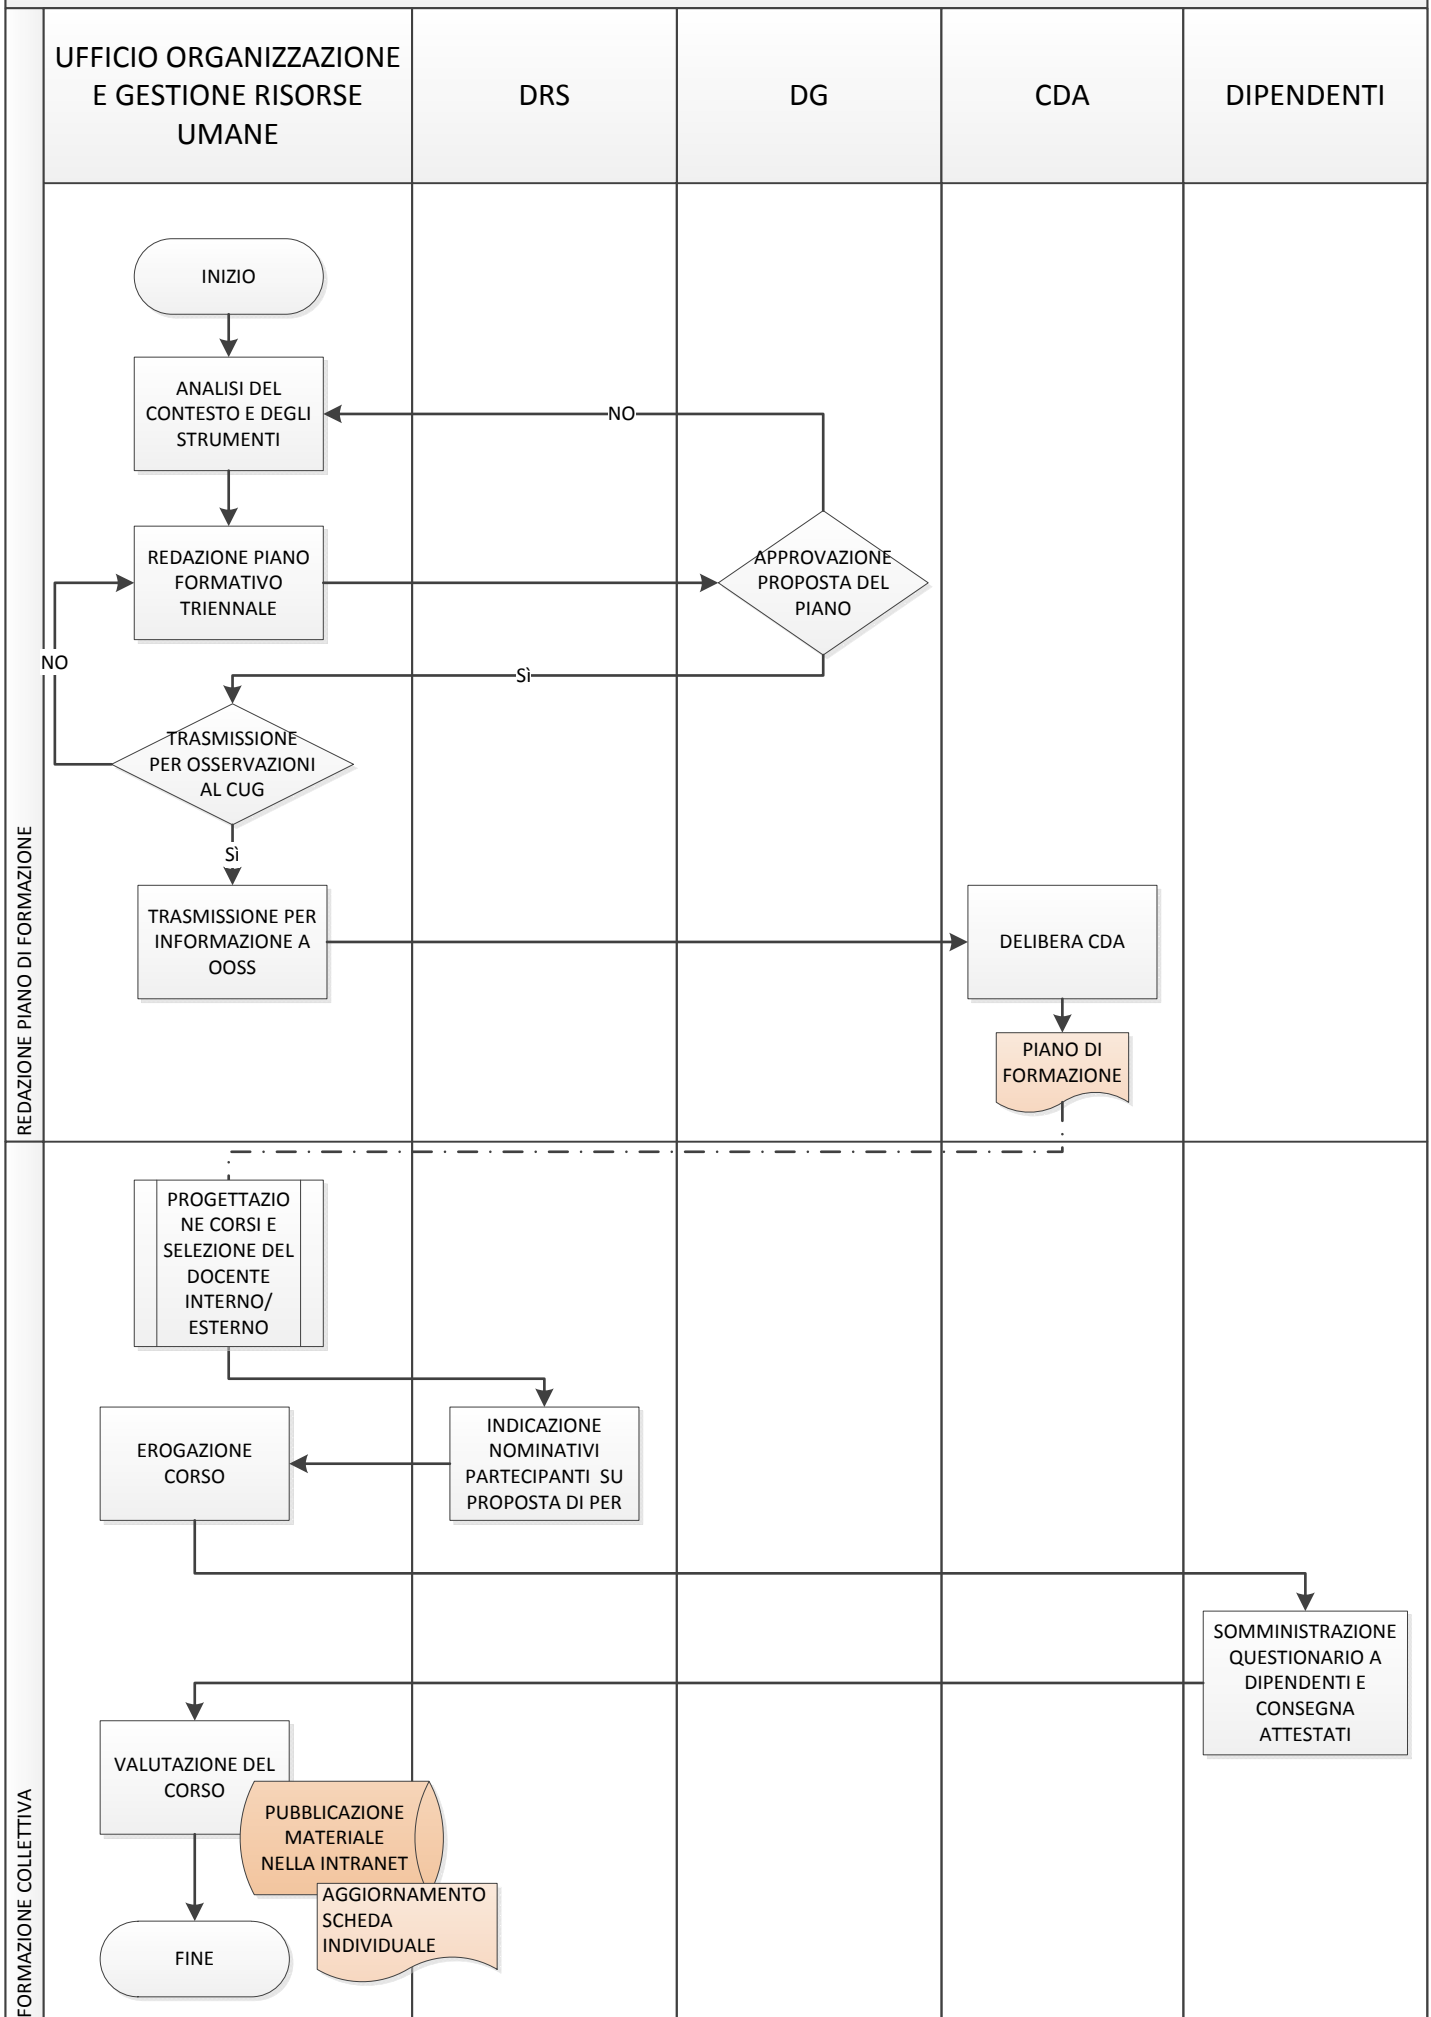 UFFICIO ORGANIZZAZIONE
E GESTIONE RISORSE
UMANE
DRS
DG
CDA
DIPENDENTI
REDAZIONE PIANO DI FORMAZIONE
INIZIO
ANALISI DEL
CONTESTO E DEGLI
STRUMENTI
NO
REDAZIONE PIANO
FORMATIVO
TRIENNALE
APPROVAZIONE
PROPOSTA DEL
PIANO
NO
Sì
TRASMISSIONE
PER OSSERVAZIONI
AL CUG
Sì
TRASMISSIONE PER
INFORMAZIONE A
OOSS
DELIBERA CDA
PIANO DI
FORMAZIONE
FORMAZIONE COLLETTIVA
PROGETTAZIO
NE CORSI E
SELEZIONE DEL
DOCENTE
INTERNO/
ESTERNO
EROGAZIONE
CORSO
INDICAZIONE
NOMINATIVI
PARTECIPANTI  SU
PROPOSTA DI PER
SOMMINISTRAZIONE
QUESTIONARIO A
DIPENDENTI E
CONSEGNA
ATTESTATI
VALUTAZIONE DEL
CORSO
PUBBLICAZIONE
MATERIALE
NELLA INTRANET
AGGIORNAMENTO
SCHEDA
INDIVIDUALE
FINE